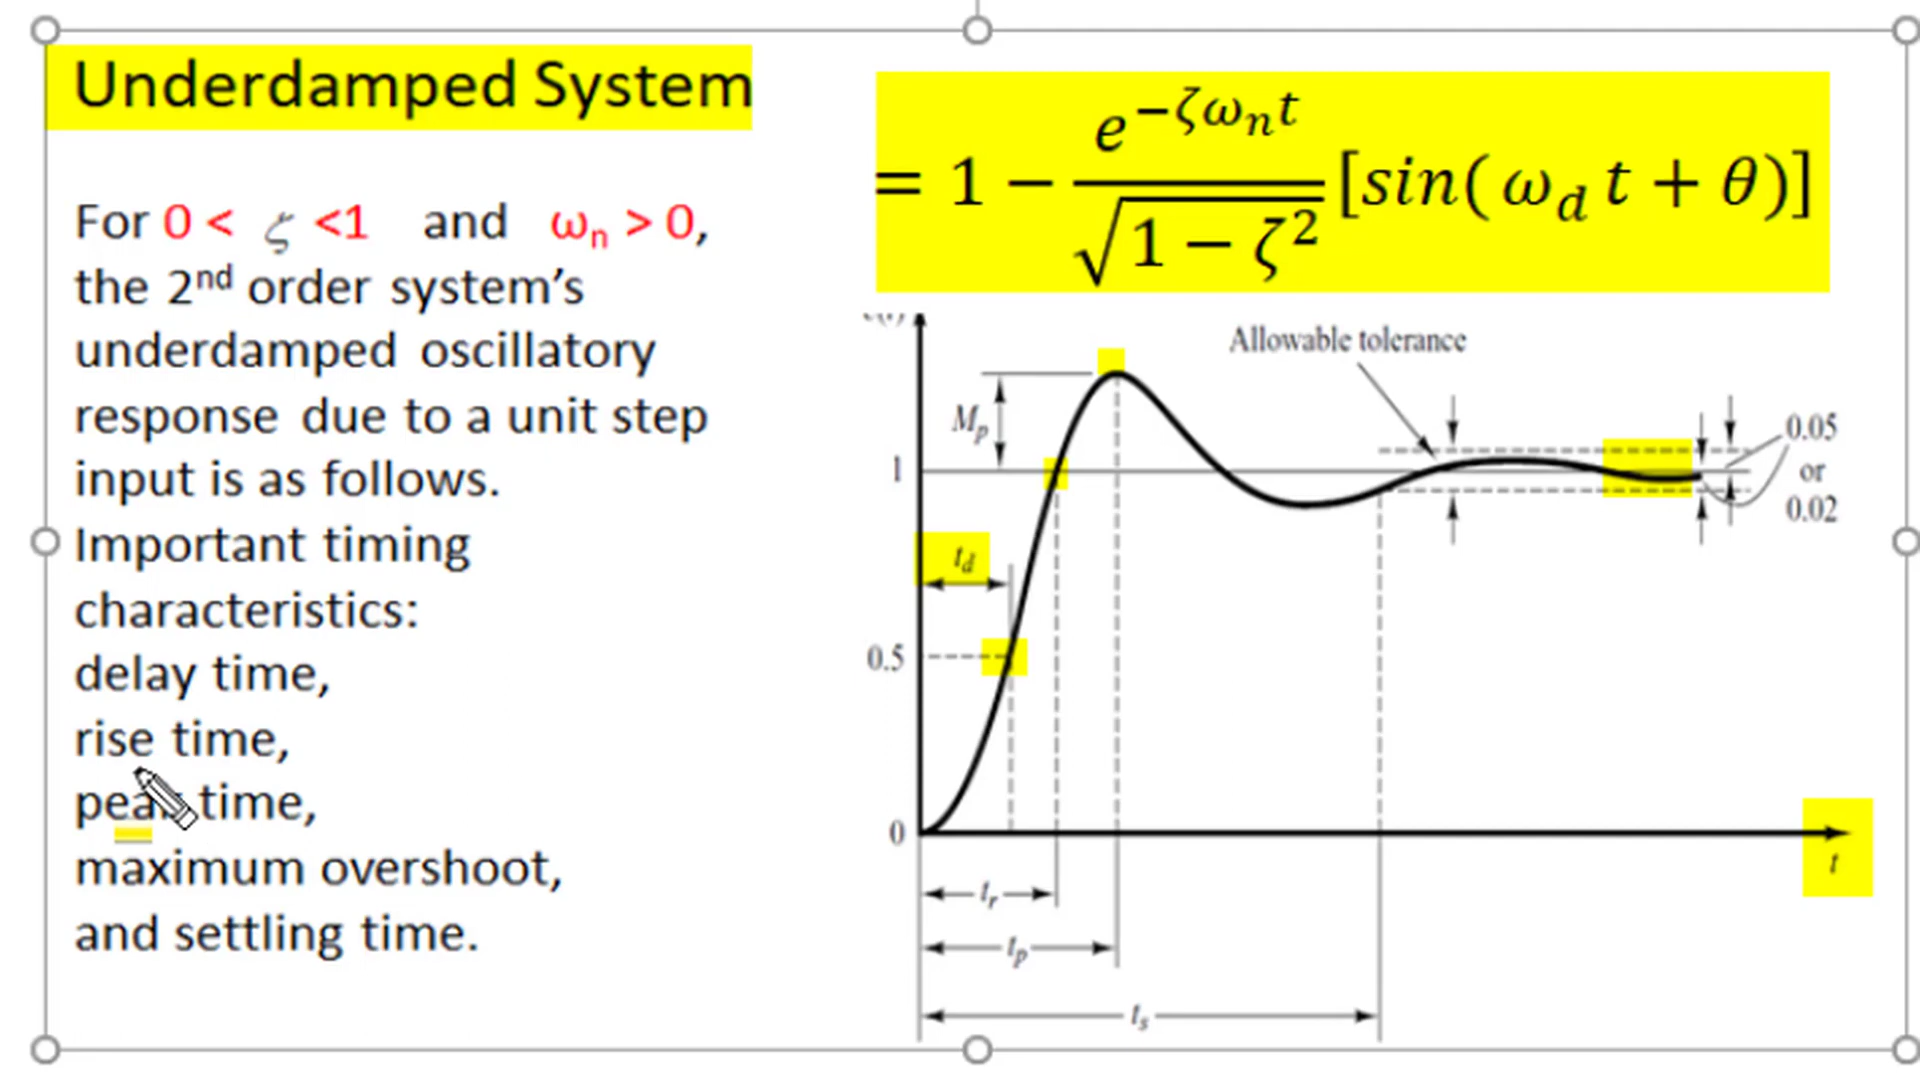 Underdamped System
= 1 − e^{−ζω_n t} / √(1 − ζ²) [sin( ω_d t + θ)]
For 0 < ζ <1 and ω_n > 0,
the 2nd order system’s
underdamped oscillatory
response due to a unit step
input is as follows.
Important timing
characteristics:
delay time,
rise time,
time,
maximum overshoot,
and settling time.
Allowable tolerance
M_p
1
0.05
or
0.02
t_d
0.5
0
t
t_r
t_p
t_s